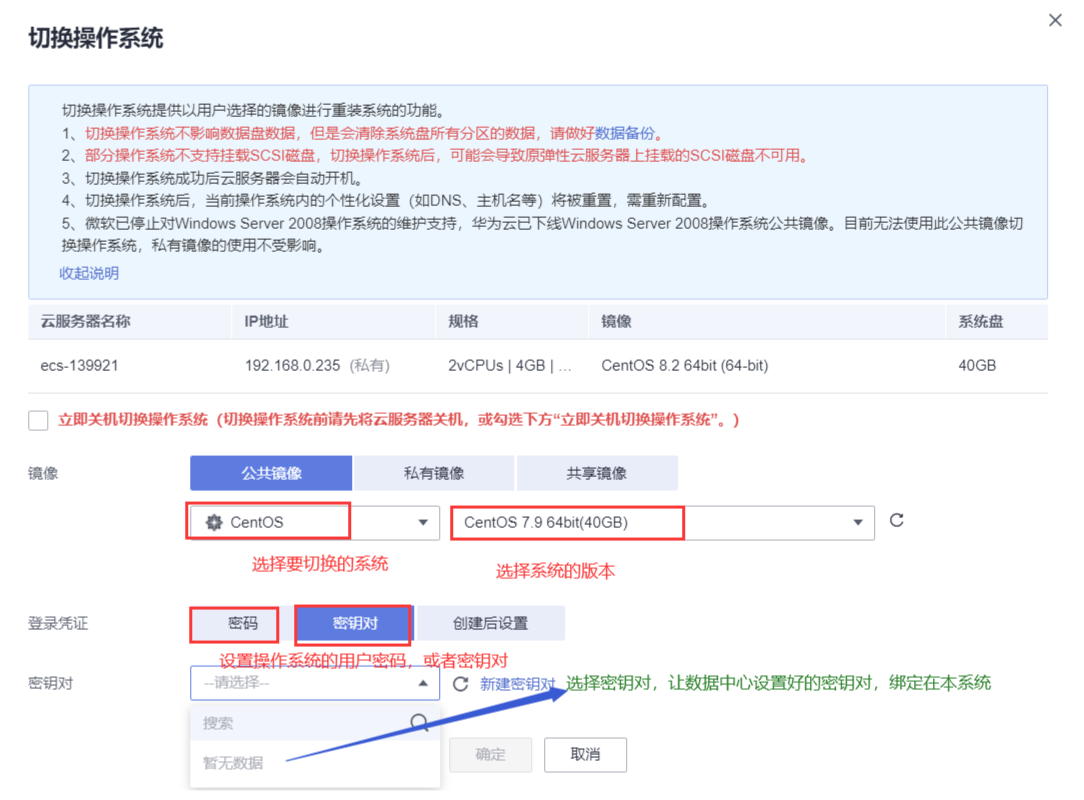 切换操作系统
切换操作系统提供以用户选择的镜像进行重装系统的功能。
1、切换操作系统不影响数据盘数据，但是会清除系统盘所有分区的数据，请做好数据备份。
2、部分操作系统不支持挂载SCSI磁盘，切换操作系统后，可能会导致原弹性云服务器上挂载的SCSI磁盘不可用。
3、切换操作系统成功后云服务器会自动开机。
4、切换操作系统后，当前操作系统内的个性化设置（如DNS、主机名等）将被重置，需重新配置。
5、微软已停止对Windows Server 2008操作系统的维护支持，华为云已下线Windows Server 2008操作系统公共镜像。目前无法使用此公共镜像切
换操作系统，私有镜像的使用不受影响。
收起说明
云服务器名称 IP地址 规格 镜像 系统盘
ecs-139921 192.168.0.235（私有） 2vCPUs | 4GB | ... CentOS 8.2 64bit (64-bit) 40GB
立即关机切换操作系统（切换操作系统前请先将云服务器关机，或勾选下方“立即关机切换操作系统”。）
镜像 公共镜像 私有镜像 共享镜像
CentOS CentOS 7.9 64bit(40GB)
选择要切换的系统 选择系统的版本
登录凭证 密码 密钥对 创建后设置
设置操作系统的用户密码，或者密钥对
密钥对 --请选择-- 新建密钥对 选择密钥对，让数据中心设置好的密钥对，绑定在本系统
搜索
暂无数据 确定 取消